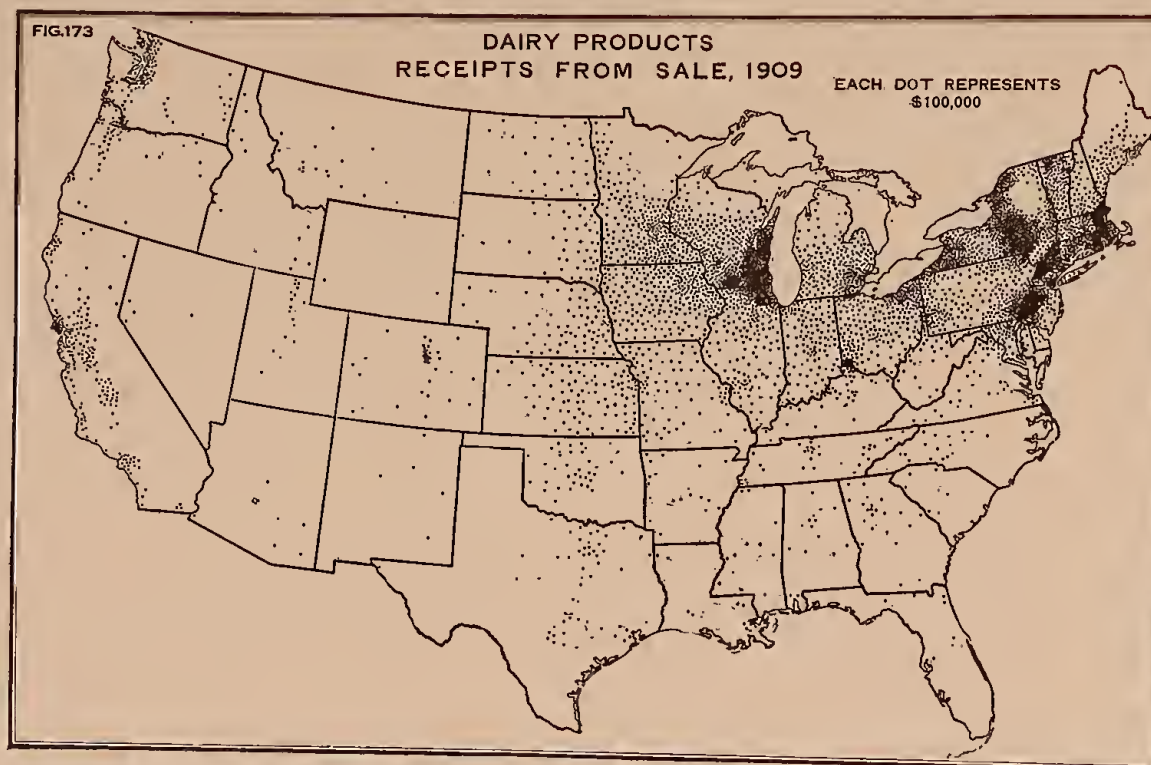 FIG.173
DAIRY PRODUCTS
RECEIPTS FROM SALE, 1909
EACH DOT REPRESENTS
$100,000